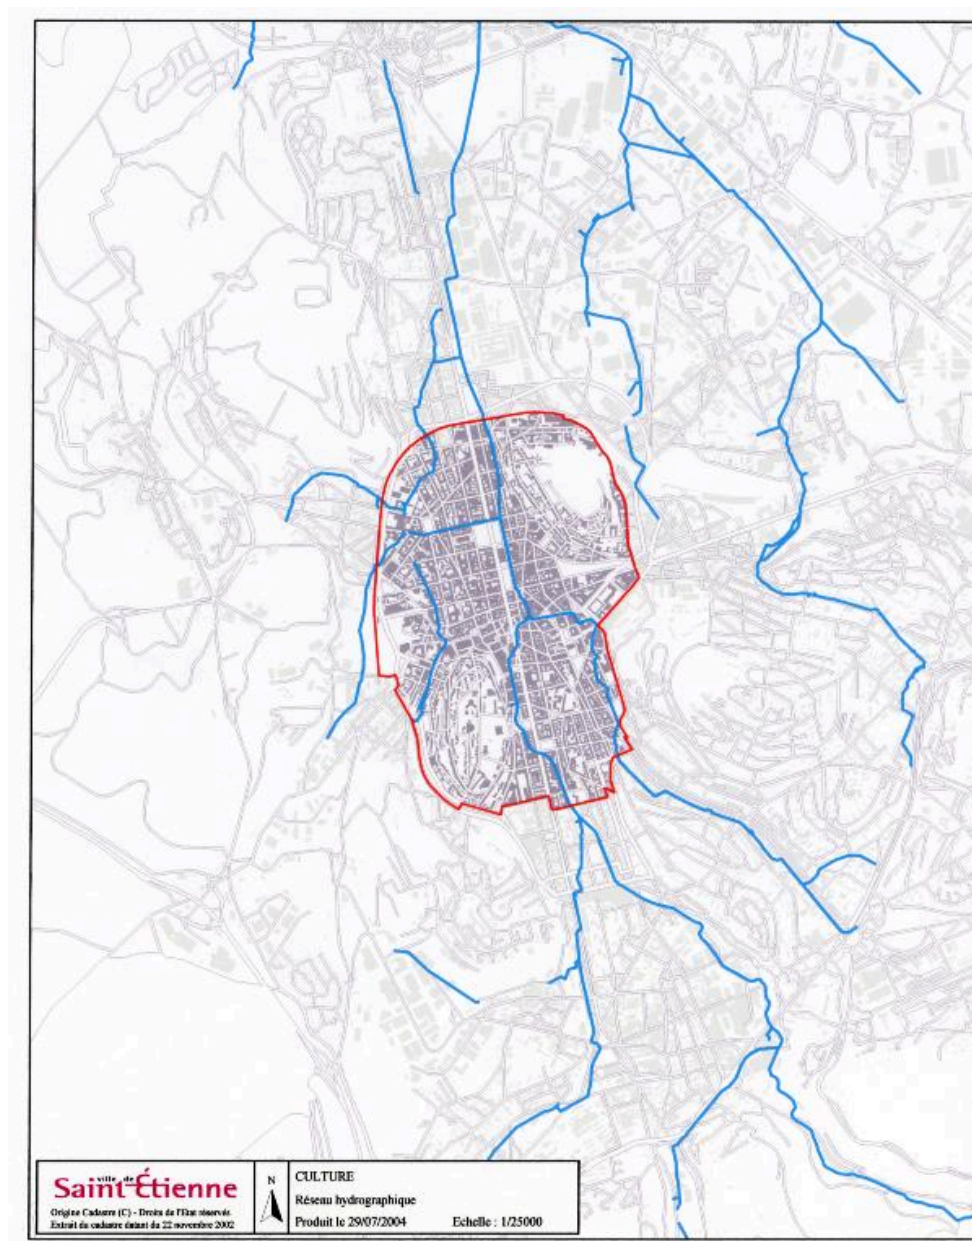 ville de
Saint-Étienne
Origine Cadastre (C) - Droits de l'Etat réservés
Extrait du cadastre datant du 22 novembre 2002
N
CULTURE
Réseau hydrographique
Produit le 29/07/2004 Echelle : 1/25000